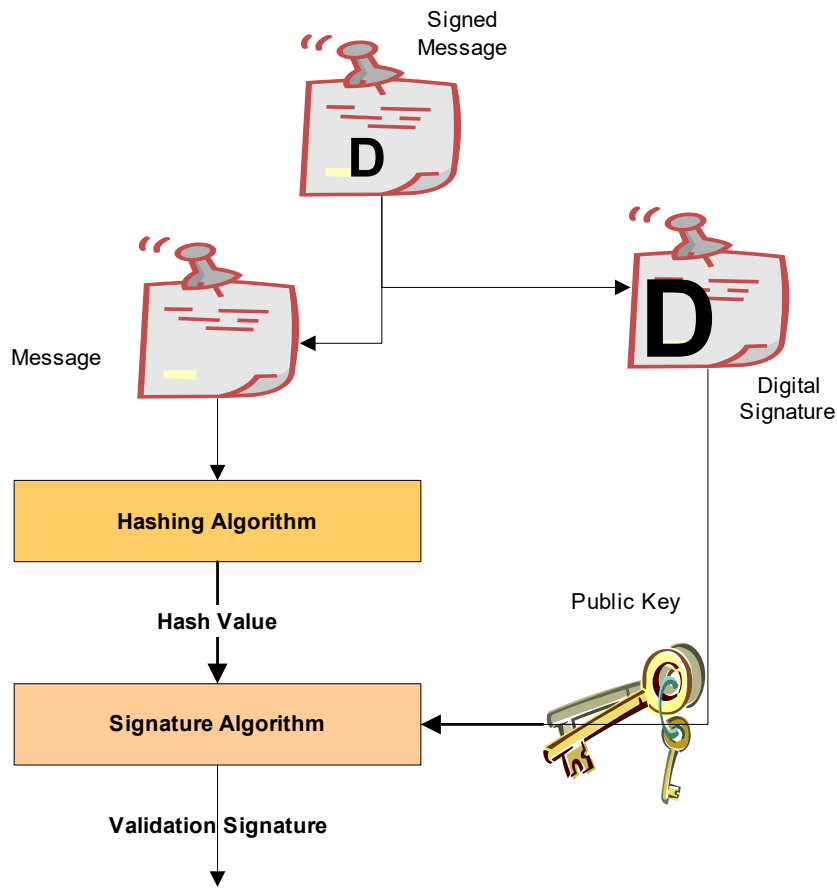 Signed
Message
D
D
Message
Digital
Signature
Hashing Algorithm
Public Key
Hash Value
Signature Algorithm
Validation Signature